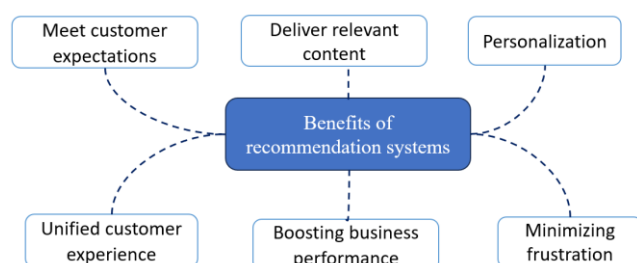 Meet customer
expectations
Deliver relevant
content
Personalization
Benefits of
recommendation systems
Unified customer
experience
Boosting business
performance
Minimizing
frustration